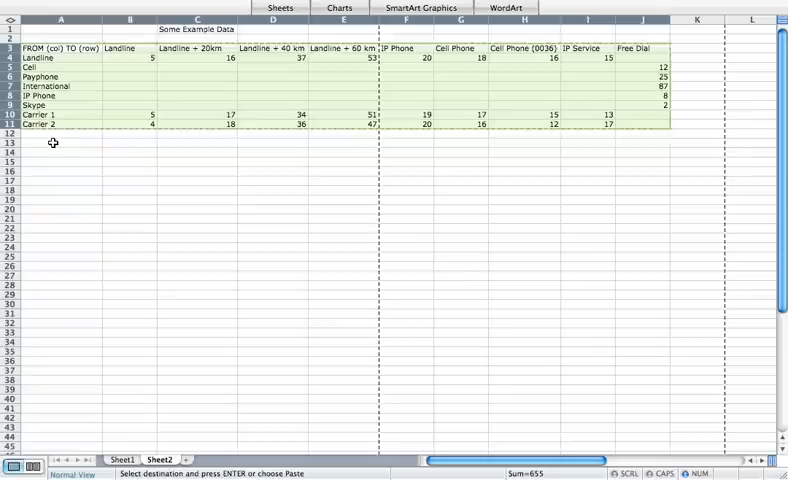 Sheets Charts SmartArt Graphics WordArt
A B C D E F G H I J K L
1 Some Example Data
2
3 FROM (col) TO (row) Landline Landline + 20km Landline + 40 km Landline + 60 km IP Phone Cell Phone Cell Phone (0036) IP Service Free Dial
4 Landline 5 16 37 53 20 18 16 15
5 Cell 12
6 Payphone 25
7 International 87
8 IP Phone 8
9 Skype 2
10 Carrier 1 5 17 34 51 19 17 15 13
11 Carrier 2 4 18 36 47 20 16 12 17
12
13
14
15
16
17
18
19
20
21
22
23
24
25
26
27
28
29
30
31
32
33
34
35
36
37
38
39
40
41
42
43
44
45
Sheet1 Sheet2 +
Normal View Select destination and press ENTER or choose Paste Sum=655 SCRL CAPS NUM